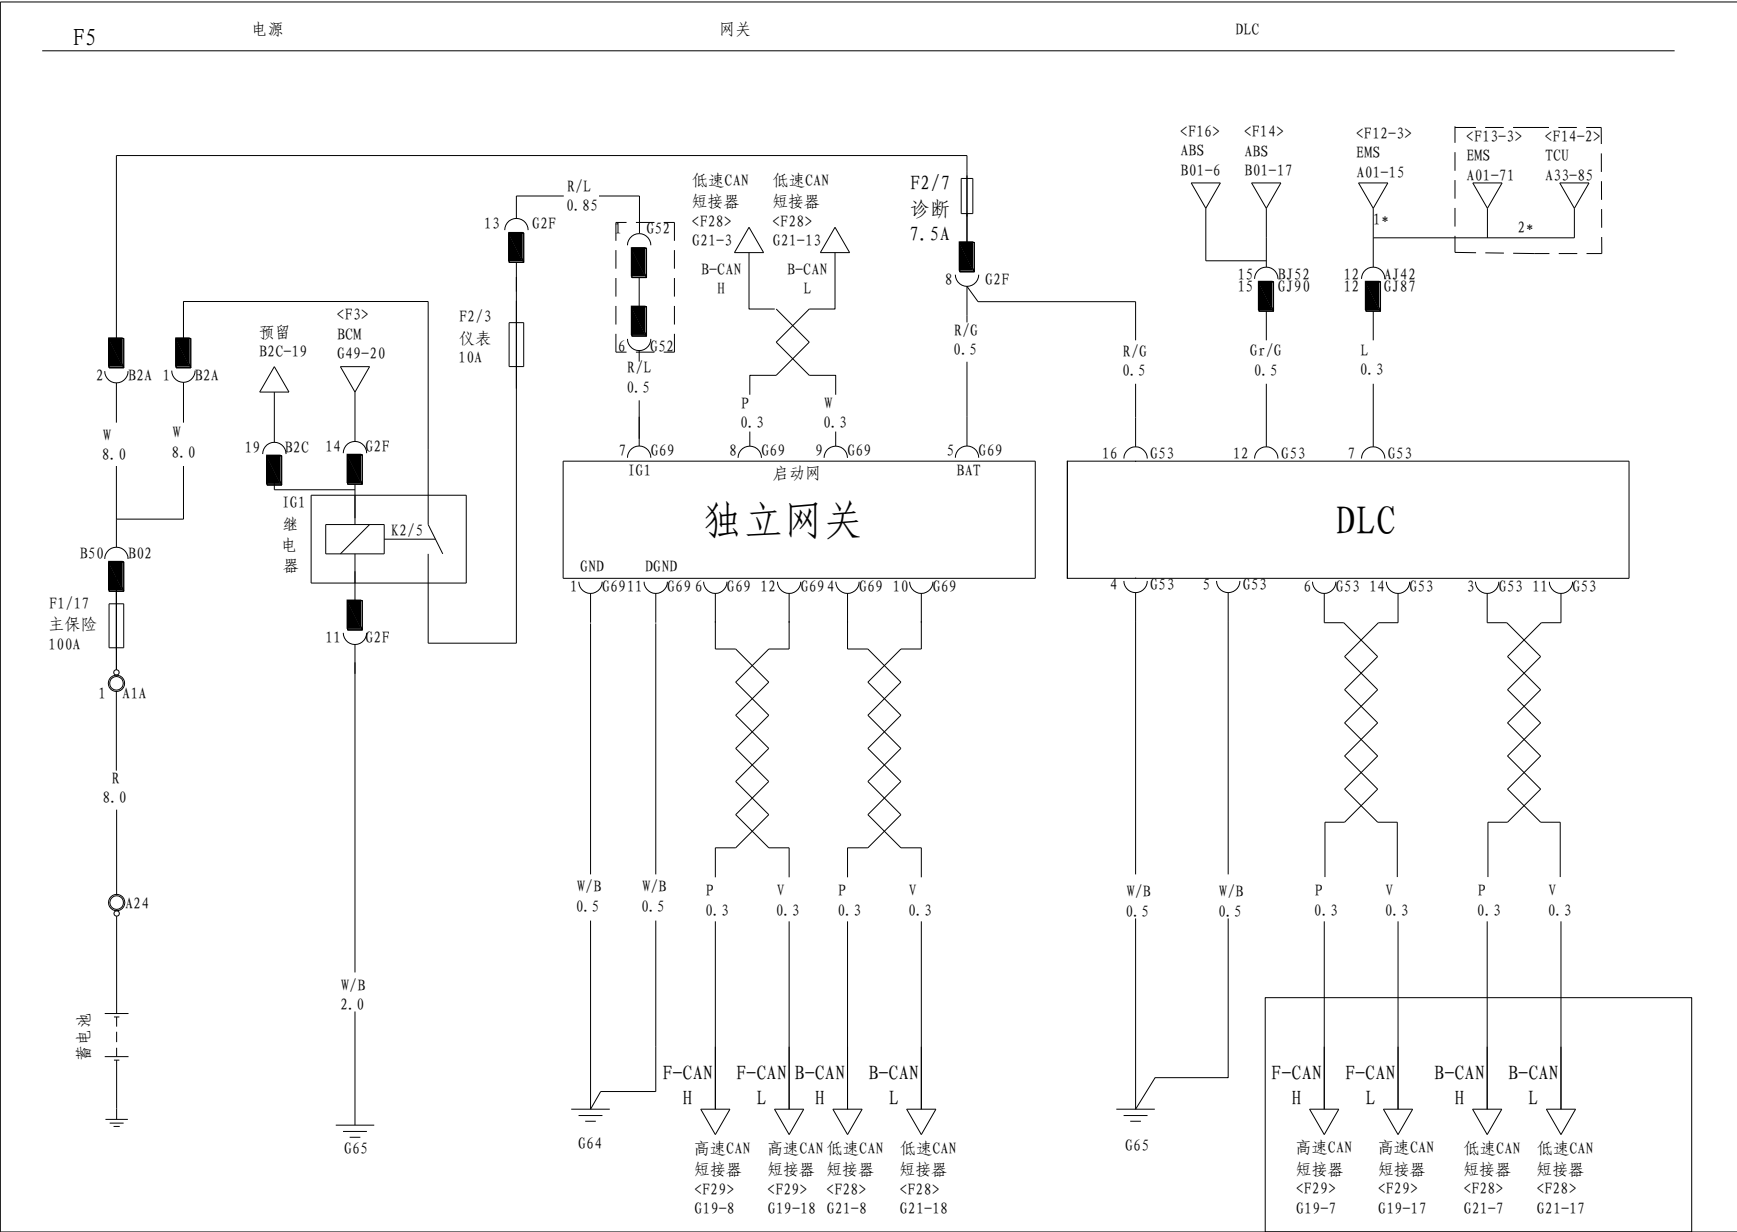 F5
电源
网关
DLC
<F16>
ABS
B01-6
<F14>
ABS
B01-17
<F12-3>
EMS
A01-15
<F13-3>
EMS
A01-71
<F14-2>
TCU
A33-85
1*
2*
R/L
0.85
13
G2F
1
G52
低速CAN
短接器
<F28>
G21-3
低速CAN
短接器
<F28>
G21-13
B-CAN
H
B-CAN
L
F2/7
诊断
7.5A
8
G2F
15
BJ52
15
GJ90
12
AJ42
12
GJ87
预留
B2C-19
<F3>
BCM
G49-20
F2/3
仪表
10A
6
G52
R/L
0.5
R/G
0.5
R/G
0.5
Gr/G
0.5
L
0.3
2
B2A
1
B2A
W
8.0
W
8.0
19
B2C
14
G2F
P
0.3
W
0.3
7
G69
8
G69
9
G69
5
G69
16
G53
12
G53
7
G53
IG1
启动网
BAT
独立网关
DLC
IG1
继
电
器
K2/5
B50
B02
GND
DGND
1
G69
11
G69
6
G69
12
G69
4
G69
10
G69
4
G53
5
G53
6
G53
14
G53
3
G53
11
G53
F1/17
主保险
100A
11
G2F
1
A1A
R
8.0
A24
W/B
0.5
W/B
0.5
P
0.3
V
0.3
P
0.3
V
0.3
W/B
0.5
W/B
0.5
P
0.3
V
0.3
P
0.3
V
0.3
W/B
2.0
蓄电池
F-CAN
H
F-CAN
L
B-CAN
H
B-CAN
L
F-CAN
H
F-CAN
L
B-CAN
H
B-CAN
L
G65
G64
G65
高速CAN
短接器
<F29>
G19-8
高速CAN
短接器
<F29>
G19-18
低速CAN
短接器
<F28>
G21-8
低速CAN
短接器
<F28>
G21-18
高速CAN
短接器
<F29>
G19-7
高速CAN
短接器
<F29>
G19-17
低速CAN
短接器
<F28>
G21-7
低速CAN
短接器
<F28>
G21-17